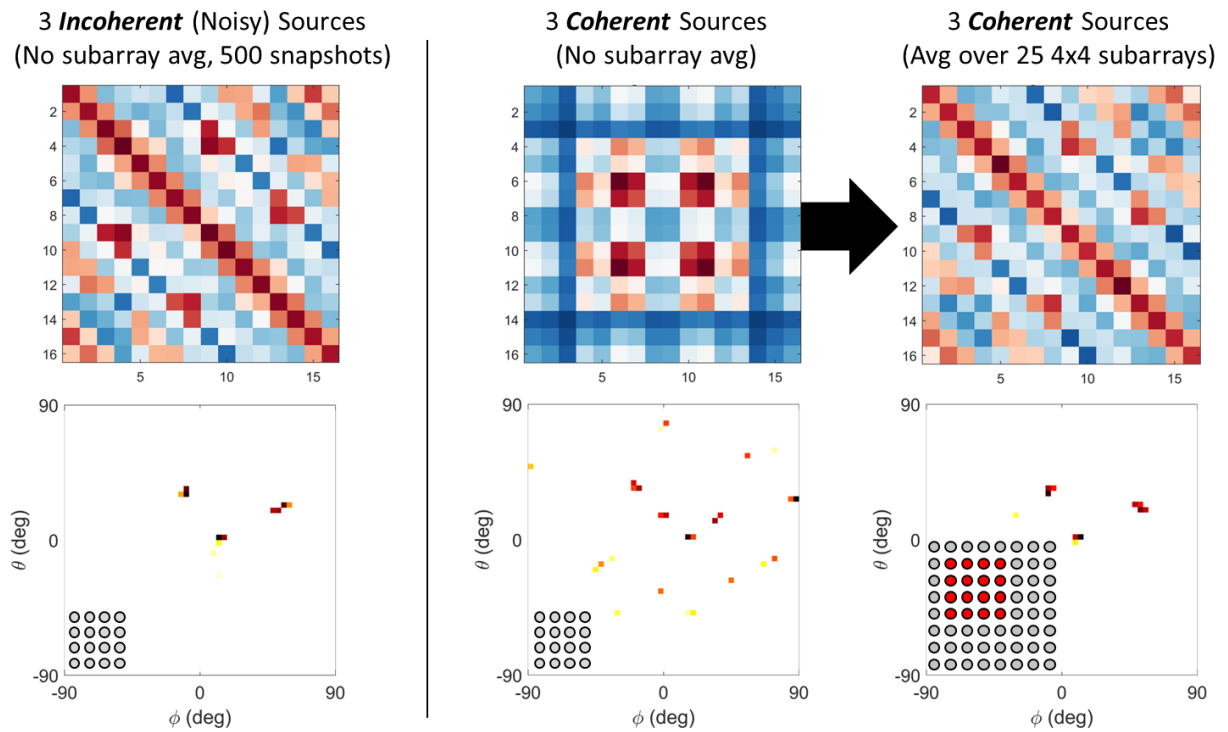 3 Incoherent (Noisy) Sources
(No subarray avg, 500 snapshots)
3 Coherent Sources
(No subarray avg)
3 Coherent Sources
(Avg over 25 4x4 subarrays)
2
4
6
8
10
12
14
16
5 10 15
2
4
6
8
10
12
14
16
5 10 15
2
4
6
8
10
12
14
16
5 10 15
90
θ (deg)
0
-90
-90 0 90
ϕ (deg)
90
θ (deg)
0
-90
-90 0 90
ϕ (deg)
90
θ (deg)
0
-90
-90 0 90
ϕ (deg)